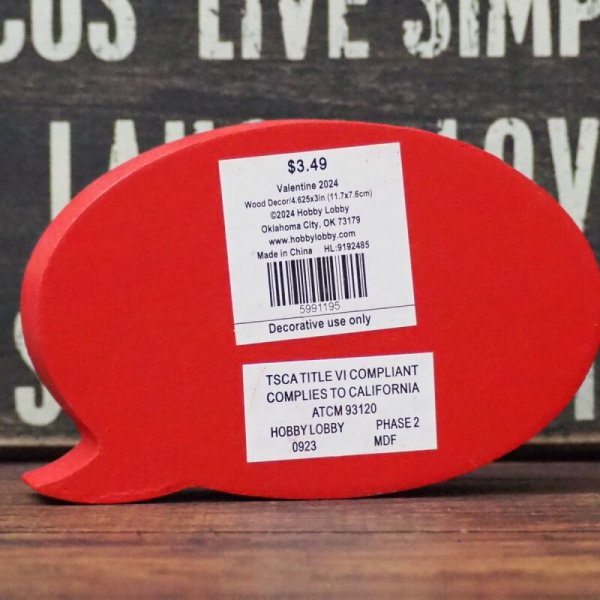 LIVE SIMP
$3.49
Valentine 2024
Wood Decor/4.625x3in (11.7x7.6cm)
©2024 Hobby Lobby
Oklahoma City, OK 73179
www.hobbylobby.com
Made in China HL:9192485
5991195
Decorative use only
TSCA TITLE VI COMPLIANT
COMPLIES TO CALIFORNIA
ATCM 93120
HOBBY LOBBY PHASE 2
0923 MDF